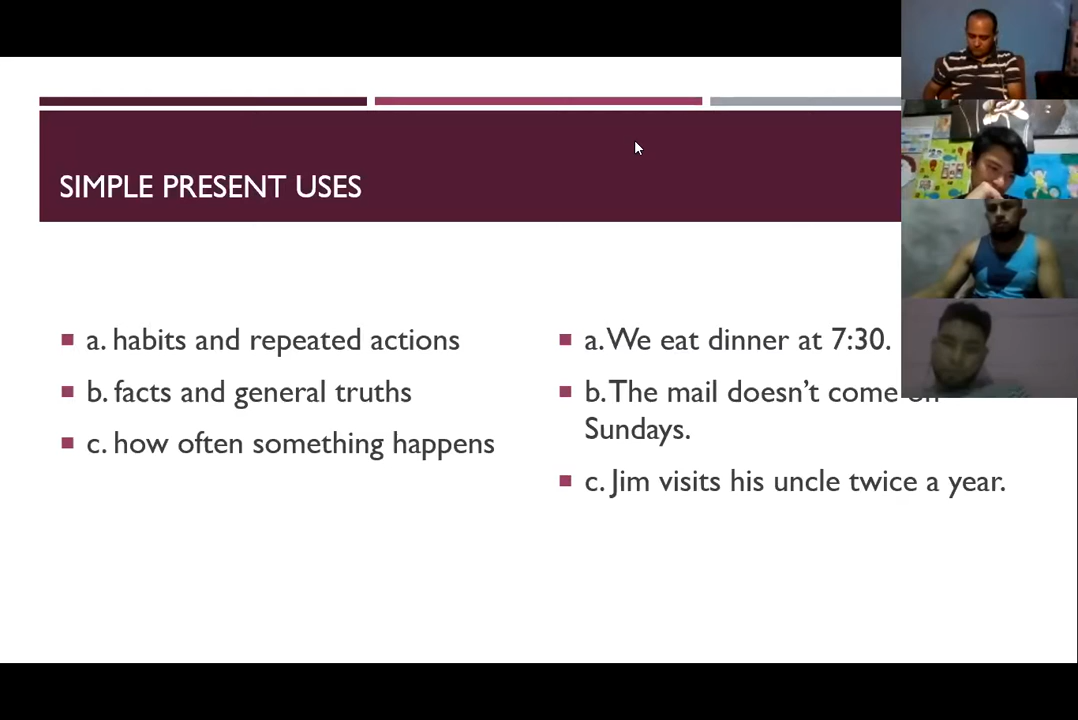 SIMPLE PRESENT USES
a. habits and repeated actions
b. facts and general truths
c. how often something happens
a. We eat dinner at 7:30.
b. The mail doesn't come on
Sundays.
c. Jim visits his uncle twice a year.